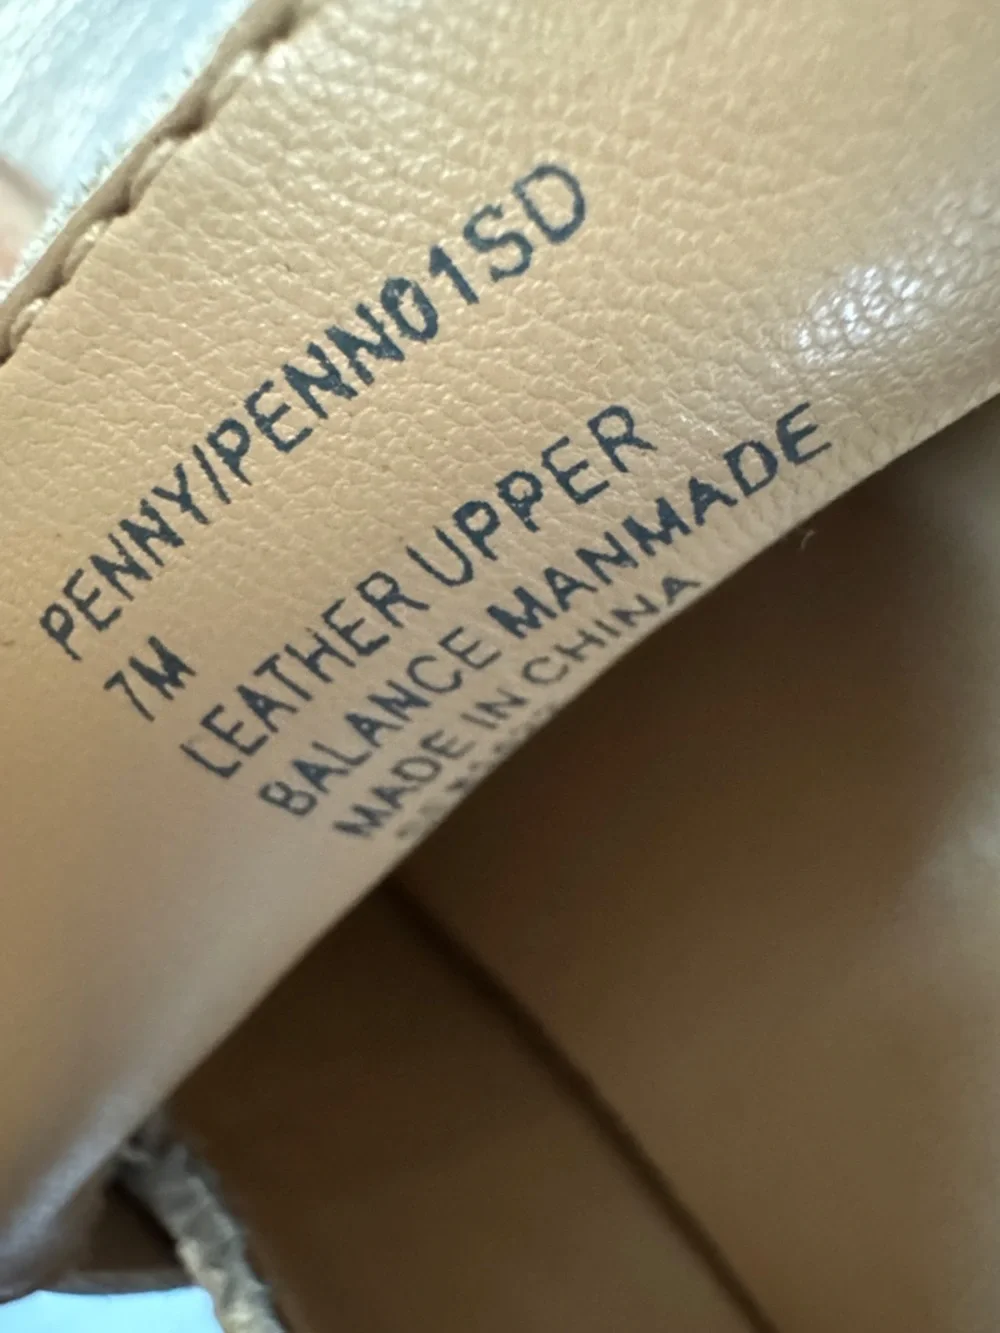 PENNY/PENN01SD
7M
LEATHER UPPER
BALANCE MANMADE
MADE IN CHINA